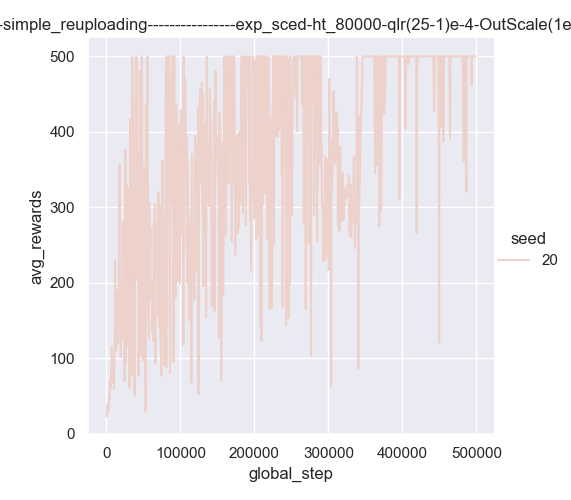 -simple_reuploading----------------exp_sced-ht_80000-qlr(25-1)e-4-OutScale(1e
500
400
300
200
100
0
avg_rewards
0 100000 200000 300000 400000 500000
global_step
seed
20